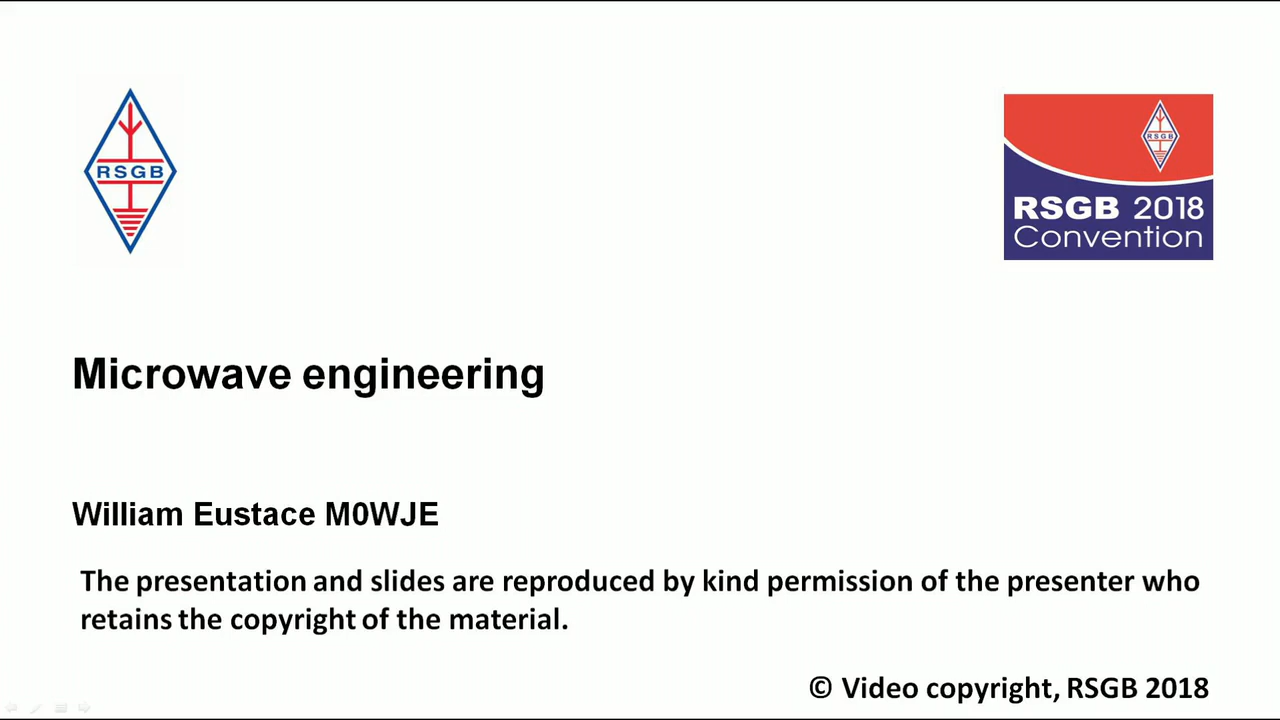 RSGB
RSGB
RSGB 2018
Convention
Microwave engineering
William Eustace M0WJE
The presentation and slides are reproduced by kind permission of the presenter who
retains the copyright of the material.
© Video copyright, RSGB 2018